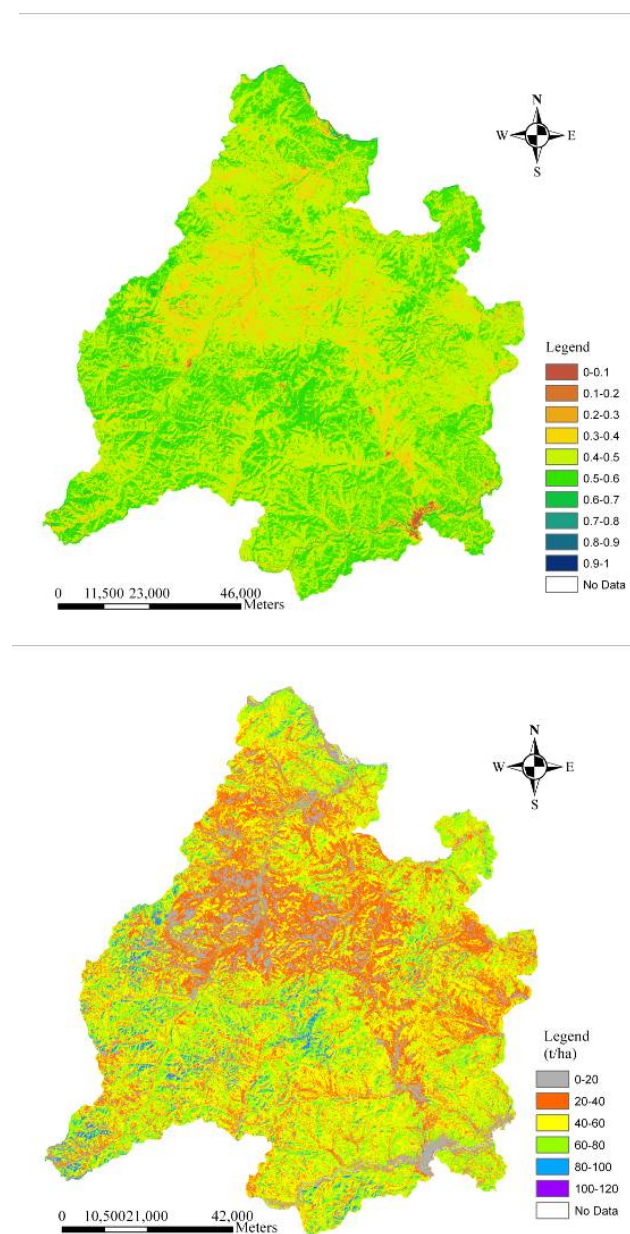 N
W E
S
Legend
0-0.1
0.1-0.2
0.2-0.3
0.3-0.4
0.4-0.5
0.5-0.6
0.6-0.7
0.7-0.8
0.8-0.9
0.9-1
No Data
0 11,500 23,000 46,000
Meters
N
W E
S
Legend
(t/ha)
0-20
20-40
40-60
60-80
80-100
100-120
No Data
0 10,500 21,000 42,000
Meters